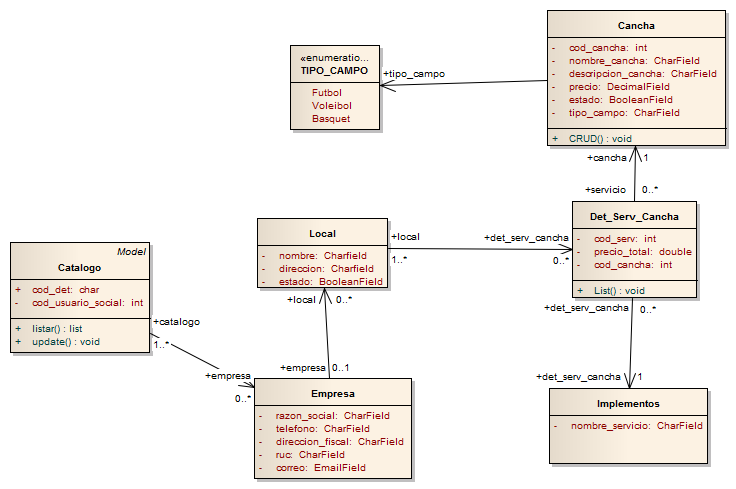 Cancha
- cod_cancha: int
- nombre_cancha: CharField
- descripcion_cancha: CharField
- precio: DecimalField
- estado: BooleanField
- tipo_campo: CharField
+ CRUD() : void
«enumeratio...
TIPO_CAMPO
Futbol
Voleibol
Basquet
+tipo_campo
+cancha 1
+servicio 0..*
Det_Serv_Cancha
- cod_serv: int
- precio_total: double
- cod_cancha: int
+ List() : void
Local
- nombre: Charfield
- direccion: Charfield
- estado: BooleanField
+local
1..*
+det_serv_cancha
0..*
Model
Catalogo
+ cod_det: char
- cod_usuario_social: int
+ listar() : list
+ update() : void
+catalogo
1..*
+local 0..*
+empresa 0..1
+empresa
0..*
Empresa
- razon_social: CharField
- telefono: CharField
- direccion_fiscal: CharField
- ruc: CharField
- correo: EmailField
+det_serv_cancha 0..*
+det_serv_cancha 1
Implementos
- nombre_servicio: CharField